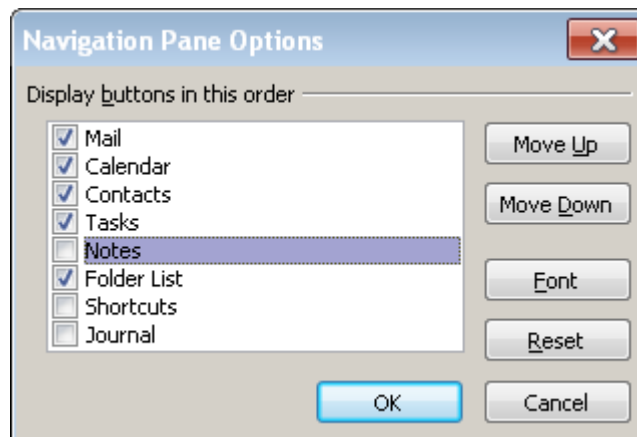 Navigation Pane Options
Display buttons in this order
Mail
Calendar
Contacts
Tasks
Notes
Folder List
Shortcuts
Journal
Move Up
Move Down
Font
Reset
OK
Cancel